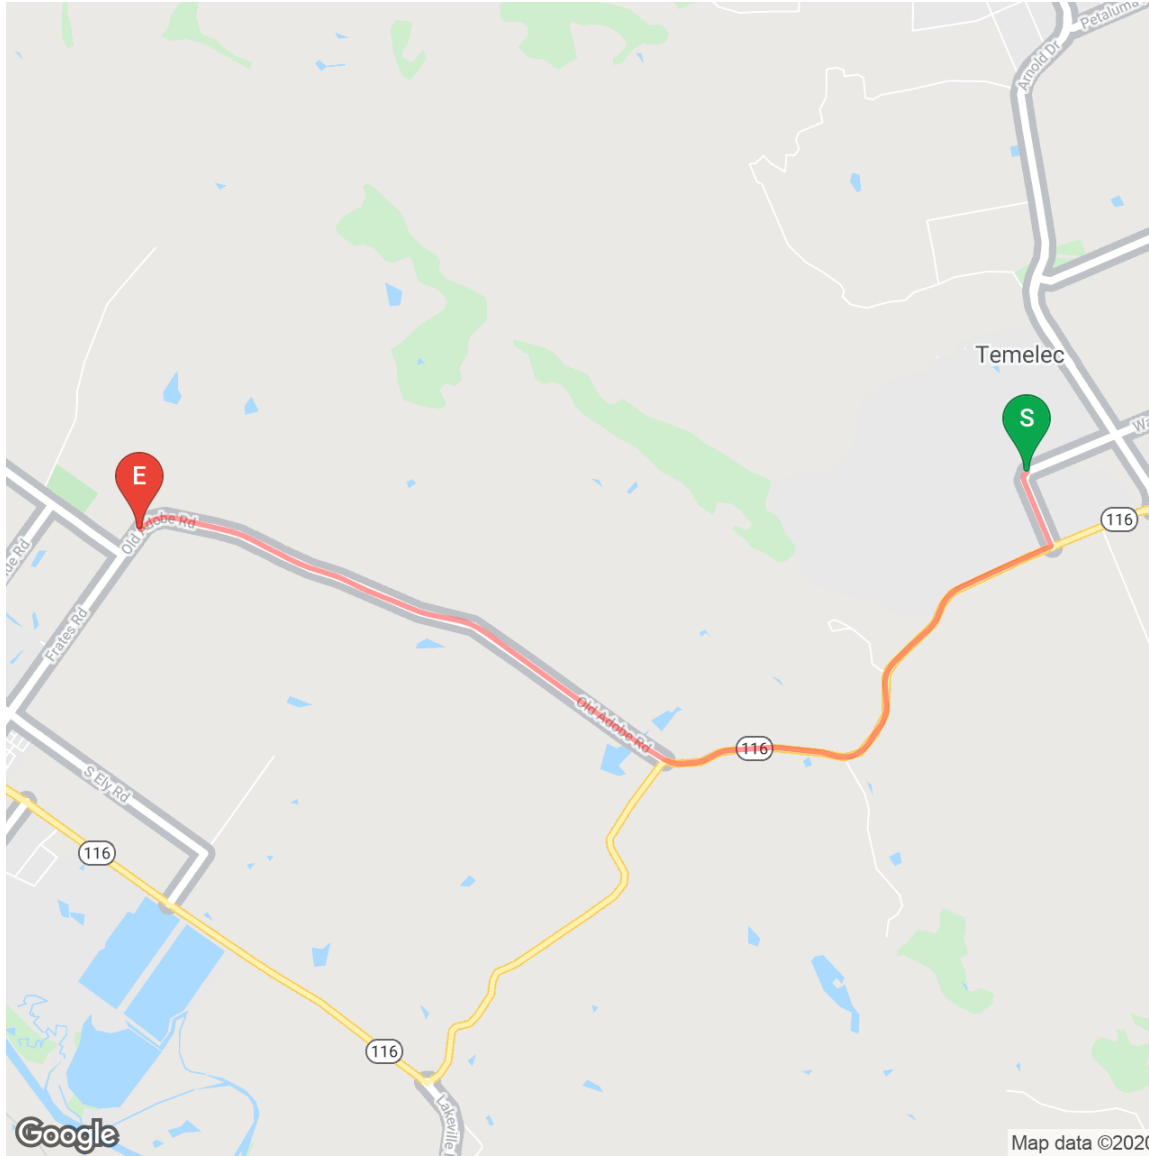 Petaluma
Arnold Dr
Temelec
S
Wa
116
E
Old Adobe Rd
Frates Rd
Old Adobe Rd
116
S Ely Rd
116
116
Lakeville
Google
Map data ©2020